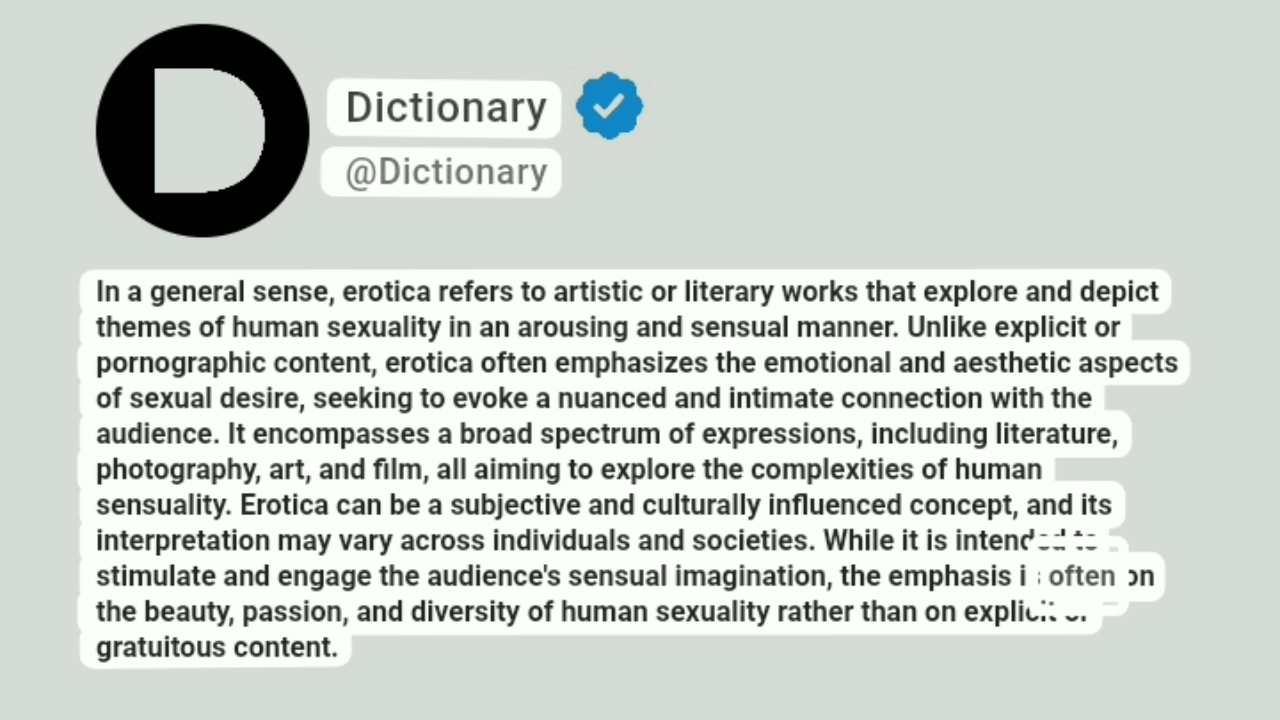 D
Dictionary
@Dictionary
In a general sense, erotica refers to artistic or literary works that explore and depict
themes of human sexuality in an arousing and sensual manner. Unlike explicit or
pornographic content, erotica often emphasizes the emotional and aesthetic aspects
of sexual desire, seeking to evoke a nuanced and intimate connection with the
audience. It encompasses a broad spectrum of expressions, including literature,
photography, art, and film, all aiming to explore the complexities of human
sensuality. Erotica can be a subjective and culturally influenced concept, and its
interpretation may vary across individuals and societies. While it is intended to
stimulate and engage the audience's sensual imagination, the emphasis is often on
the beauty, passion, and diversity of human sexuality rather than on explicit or
gratuitous content.